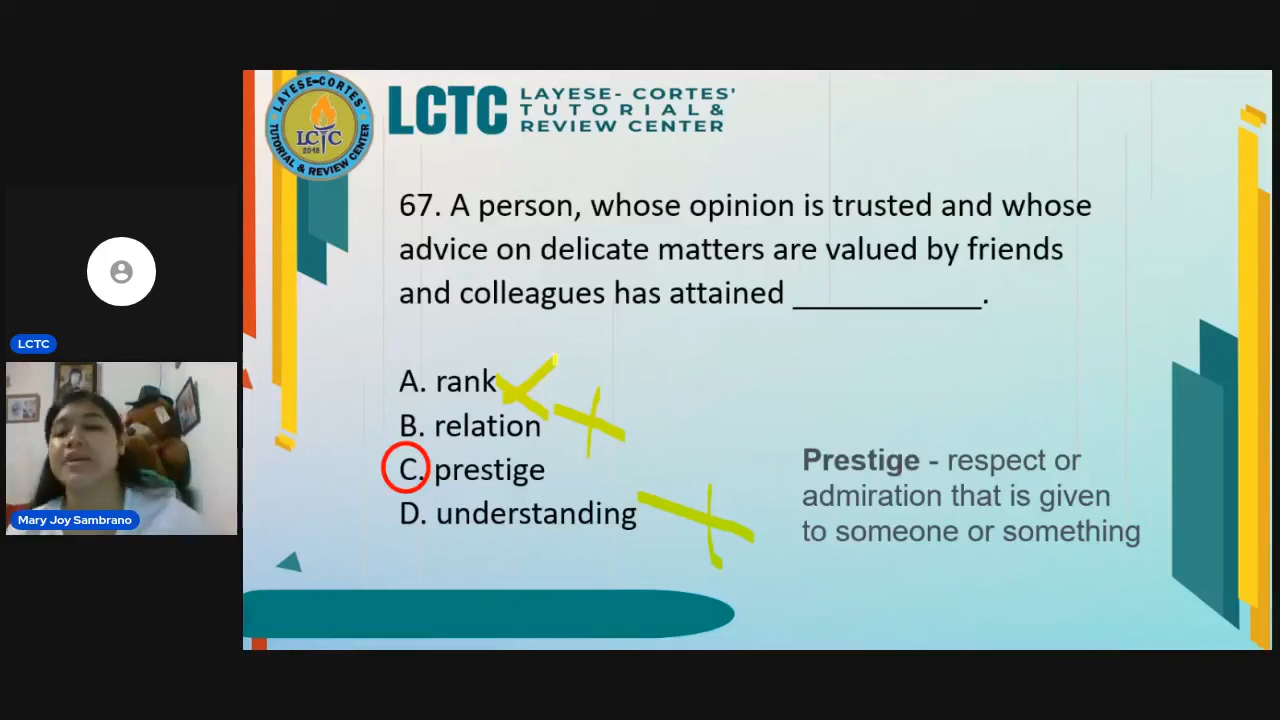 LAYESE-CORTES'
LCTC
2018
TUTORIAL & REVIEW CENTER
LCTC
LAYESE- CORTES'
TUTORIAL &
REVIEW CENTER
67. A person, whose opinion is trusted and whose
advice on delicate matters are valued by friends
and colleagues has attained ____________.
A. rank
B. relation
C. prestige
D. understanding
Prestige - respect or
admiration that is given
to someone or something
LCTC
Mary Joy Sambrano